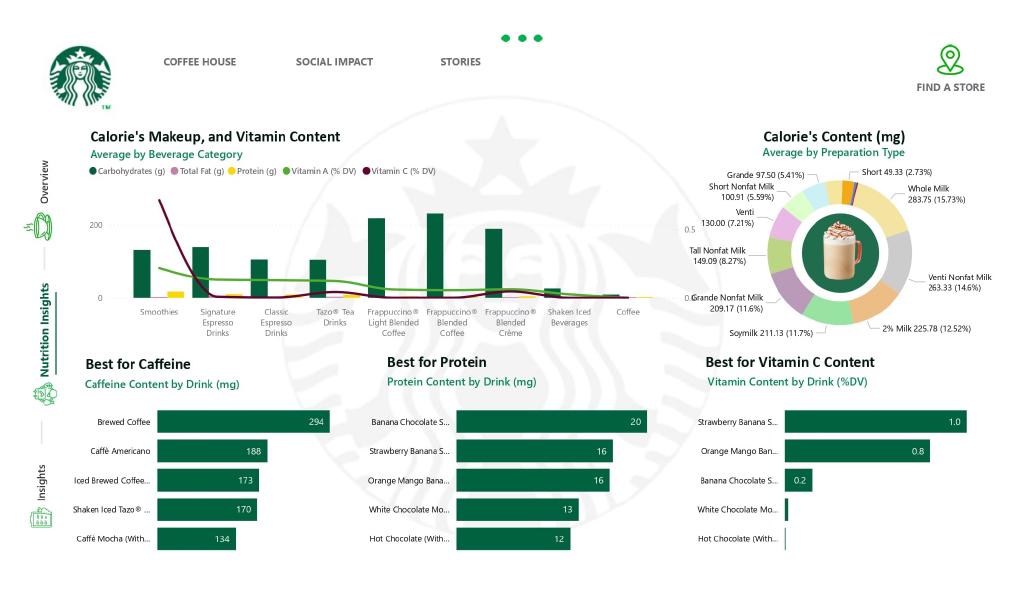 COFFEE HOUSE
SOCIAL IMPACT
STORIES
FIND A STORE
TM
Overview
Nutrition Insights
Insights
Calorie's Makeup, and Vitamin Content
Average by Beverage Category
Carbohydrates (g) Total Fat (g) Protein (g) Vitamin A (% DV) Vitamin C (% DV)
200
0
0.5
0.0
Smoothies
Signature
Espresso
Drinks
Classic
Espresso
Drinks
Tazo® Tea
Drinks
Frappuccino®
Light Blended
Coffee
Frappuccino®
Blended
Coffee
Frappuccino®
Blended
Crème
Shaken Iced
Beverages
Coffee
Calorie's Content (mg)
Average by Preparation Type
Short 49.33 (2.73%)
Whole Milk
283.75 (15.73%)
Venti Nonfat Milk
263.33 (14.6%)
2% Milk 225.78 (12.52%)
Soymilk 211.13 (11.7%)
Grande Nonfat Milk
209.17 (11.6%)
Tall Nonfat Milk
149.09 (8.27%)
Venti
130.00 (7.21%)
Short Nonfat Milk
100.91 (5.59%)
Grande 97.50 (5.41%)
Best for Caffeine
Caffeine Content by Drink (mg)
Brewed Coffee 294
Caffè Americano 188
Iced Brewed Coffee... 173
Shaken Iced Tazo® ... 170
Caffè Mocha (With... 134
Best for Protein
Protein Content by Drink (mg)
Banana Chocolate S... 20
Strawberry Banana S... 16
Orange Mango Bana... 16
White Chocolate Mo... 13
Hot Chocolate (With... 12
Best for Vitamin C Content
Vitamin Content by Drink (%DV)
Strawberry Banana S... 1.0
Orange Mango Ban... 0.8
Banana Chocolate S... 0.2
White Chocolate Mo...
Hot Chocolate (With...